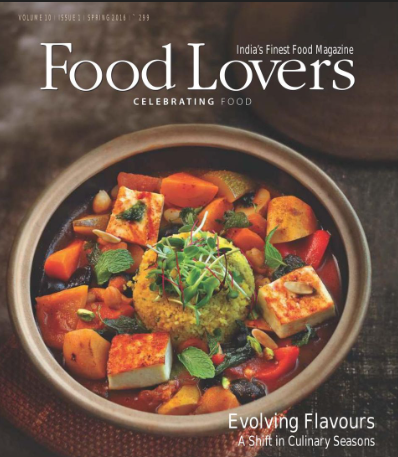 VOLUME 10 | ISSUE 2 | SPRING 2016 | ` 299
India's Finest Food Magazine
Food Lovers
CELEBRATING FOOD
Evolving Flavours
A Shift in Culinary Seasons